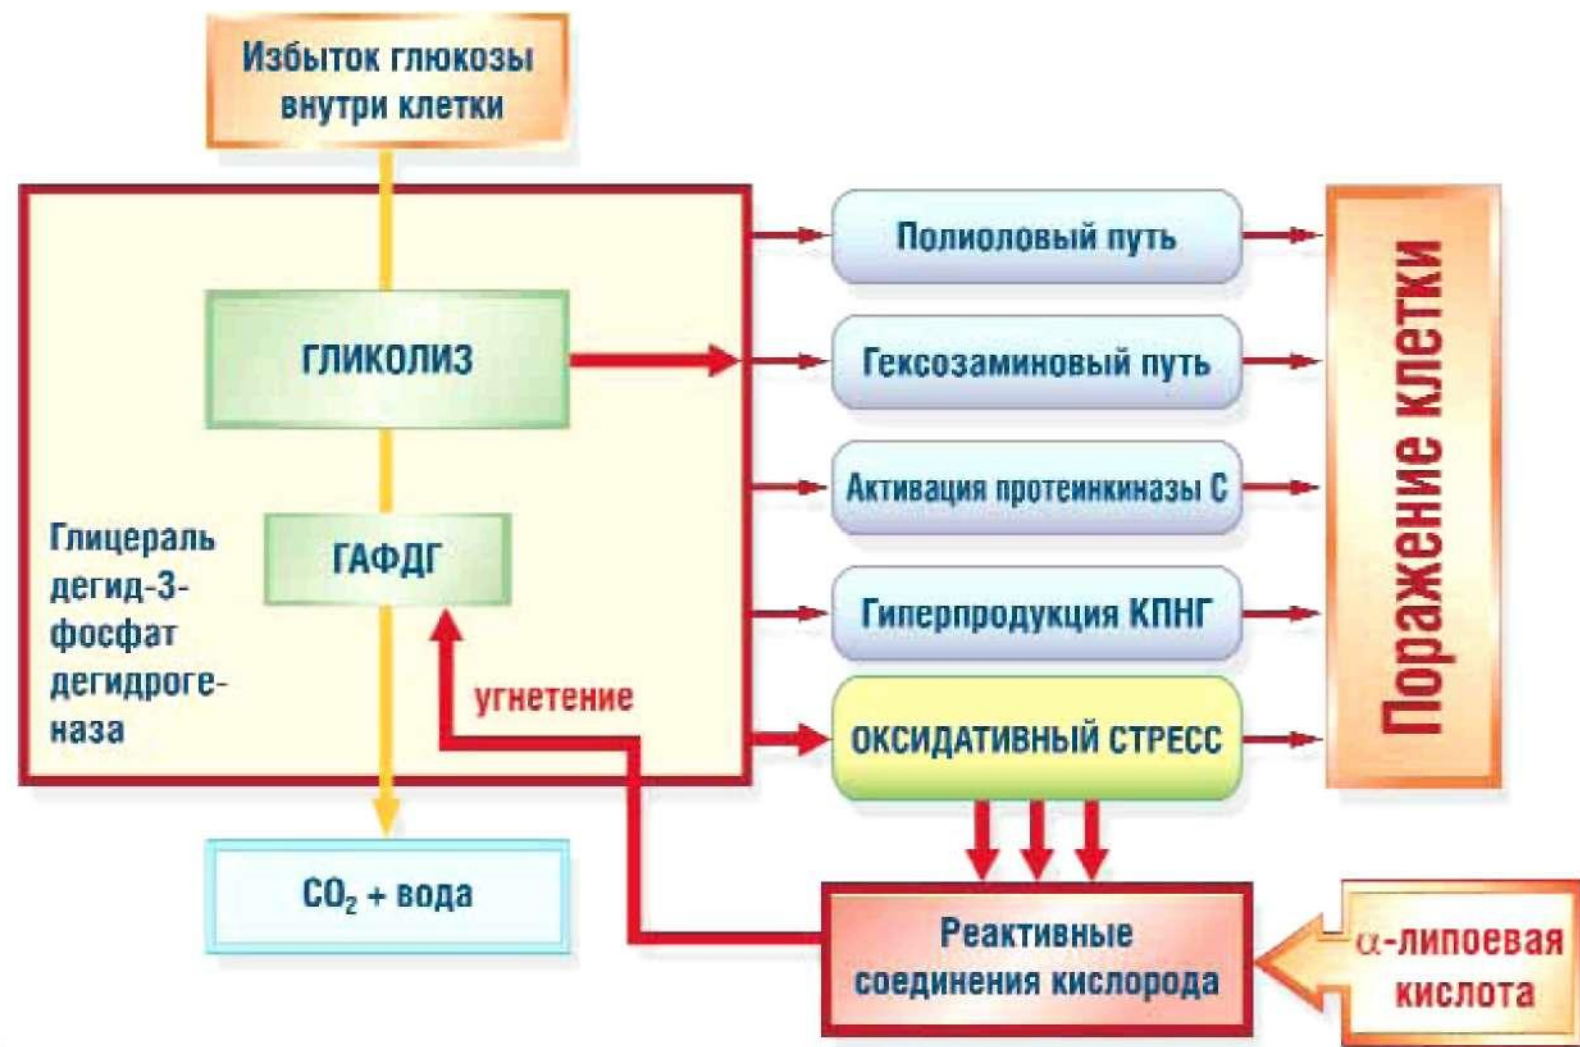 Избыток глюкозы
внутри клетки
ГЛИКОЛИЗ
Глицераль
дегид-3-
фосфат
дегидроге-
наза
ГАФДГ
угнетение
CO₂ + вода
Полиоловый путь
Гексозаминовый путь
Активация протеинкиназы С
Гиперпродукция КПНГ
ОКСИДАТИВНЫЙ СТРЕСС
Поражение клетки
Реактивные
соединения кислорода
α-липоевая
кислота